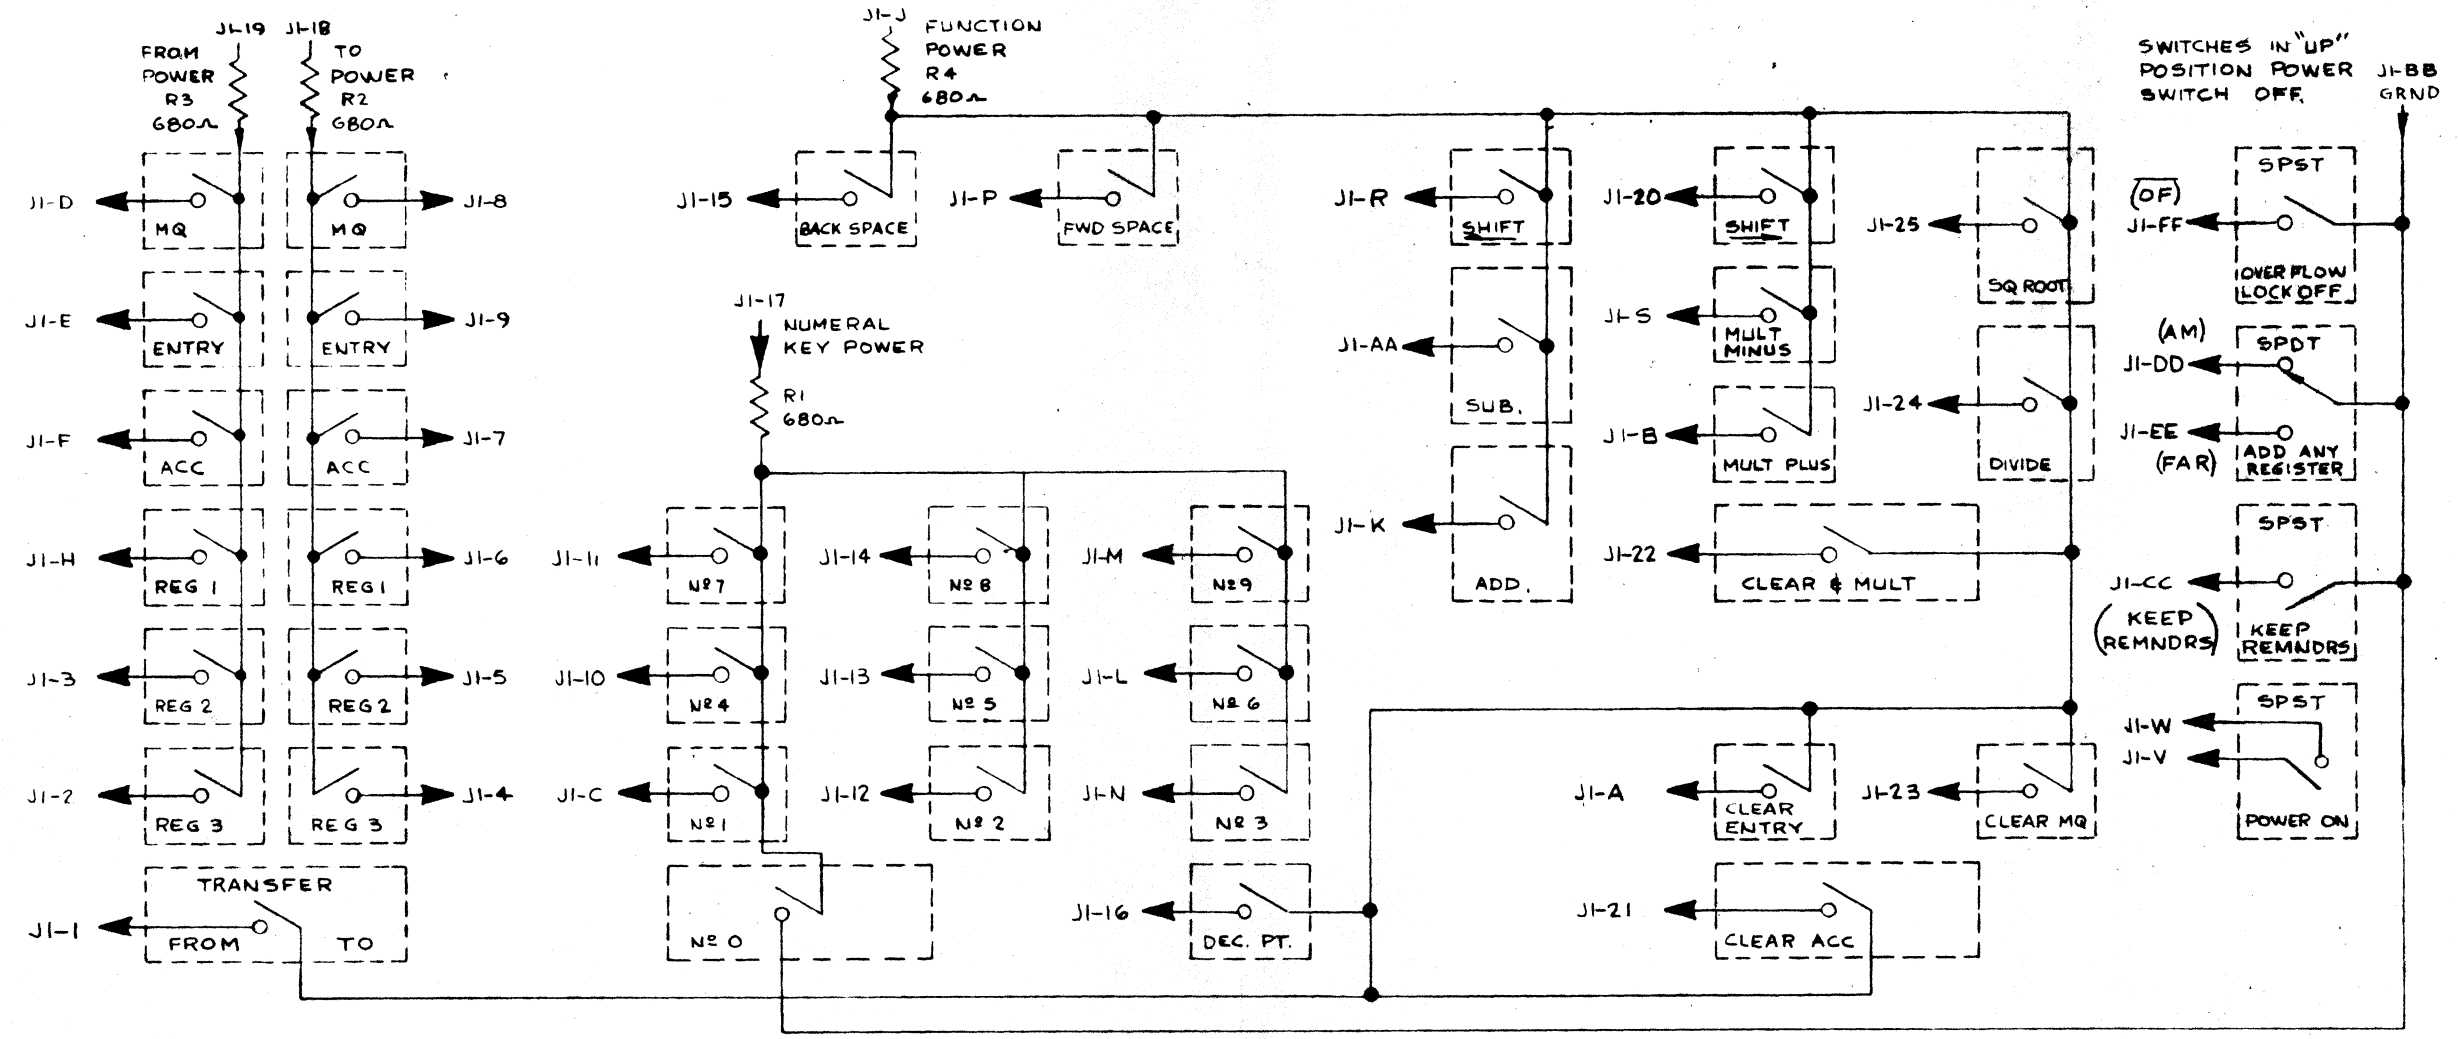 J1-19
FROM
POWER
R3
680Ω
J1-18
TO
POWER
R2
680Ω
J1-J
FUNCTION
POWER
R4
680Ω
SWITCHES IN "UP"
POSITION POWER
SWITCH OFF.
J1-BB
GRND
J1-D
MQ
MQ
J1-8
J1-E
ENTRY
ENTRY
J1-9
J1-F
ACC
ACC
J1-7
J1-H
REG 1
REG 1
J1-6
J1-3
REG 2
REG 2
J1-5
J1-2
REG 3
REG 3
J1-4
J1-1
TRANSFER
FROM TO
J1-15
BACK SPACE
J1-P
FWD SPACE
J1-17
NUMERAL
KEY POWER
R1
680Ω
J1-11
Nº 7
J1-14
Nº 8
J1-M
Nº 9
J1-10
Nº 4
J1-13
Nº 5
J1-L
Nº 6
J1-C
Nº 1
J1-12
Nº 2
J1-N
Nº 3
Nº 0
J1-16
DEC. PT.
J1-R
SHIFT
J1-20
SHIFT
J1-25
SQ ROOT
J1-AA
SUB.
J1-S
MULT
MINUS
J1-K
ADD.
J1-B
MULT PLUS
J1-24
DIVIDE
J1-22
CLEAR & MULT
J1-A
CLEAR
ENTRY
J1-23
CLEAR MQ
J1-21
CLEAR ACC
(OF)
J1-FF
SPST
OVERFLOW
LOCK OFF
(AM)
J1-DD
SPDT
J1-EE
(FAR)
ADD ANY
REGISTER
J1-CC
(KEEP
REMNDRS)
SPST
KEEP
REMNDRS
J1-W
J1-V
SPST
POWER ON